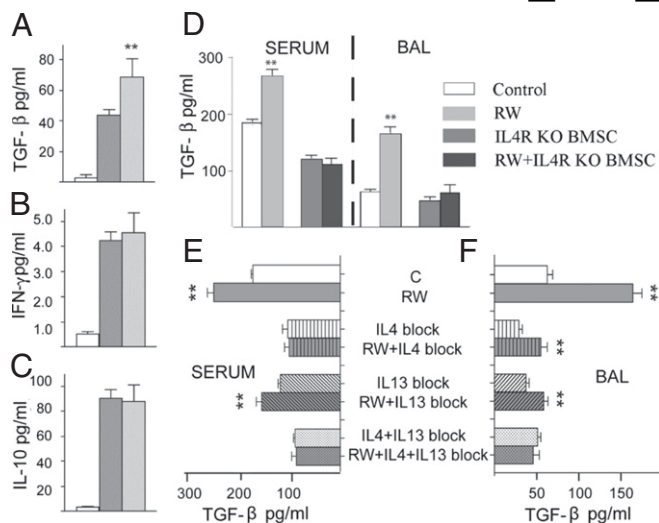 A
TGF- β pg/ml
80
60
40
20
**
B
IFN-γpg/ml
5.0
4.0
3.0
2.0
1.0
C
IL-10 pg/ml
100
80
60
40
20
D
TGF- β pg/ml
300
200
100
SERUM
BAL
**
**
Control
RW
IL4R KO BMSC
RW+IL4R KO BMSC
E
F
C
RW
**
**
IL4 block
RW+IL4 block
**
SERUM
BAL
IL13 block
RW+IL13 block
**
**
IL4+IL13 block
RW+IL4+IL13 block
300 200 100
TGF- β pg/ml
50 100 150
TGF-β pg/ml